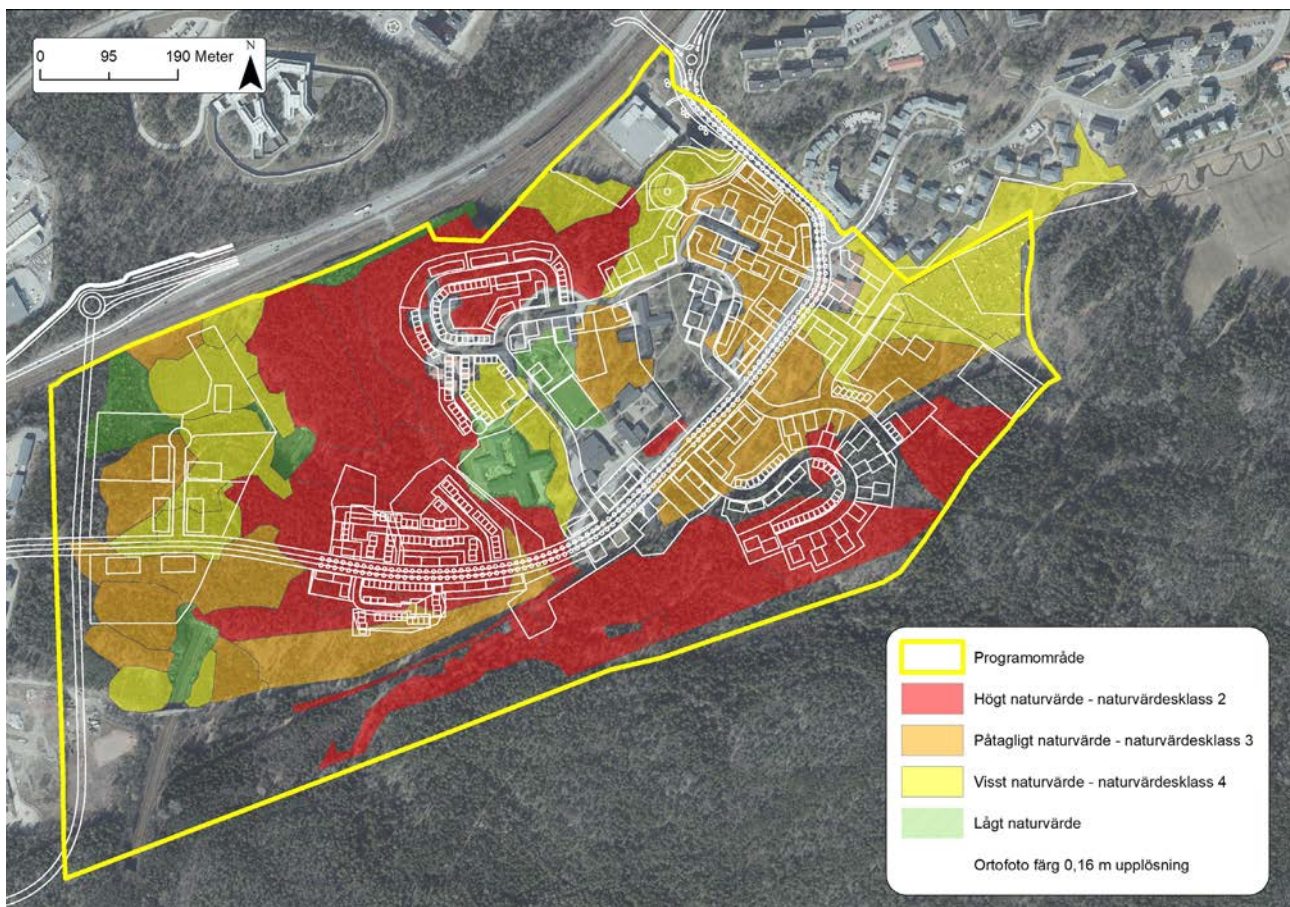 0 95 190 Meter
N
Programområde
Högt naturvärde - naturvärdesklass 2
Påtagligt naturvärde - naturvärdesklass 3
Visst naturvärde - naturvärdesklass 4
Lågt naturvärde
Ortofoto färg 0,16 m upplösning